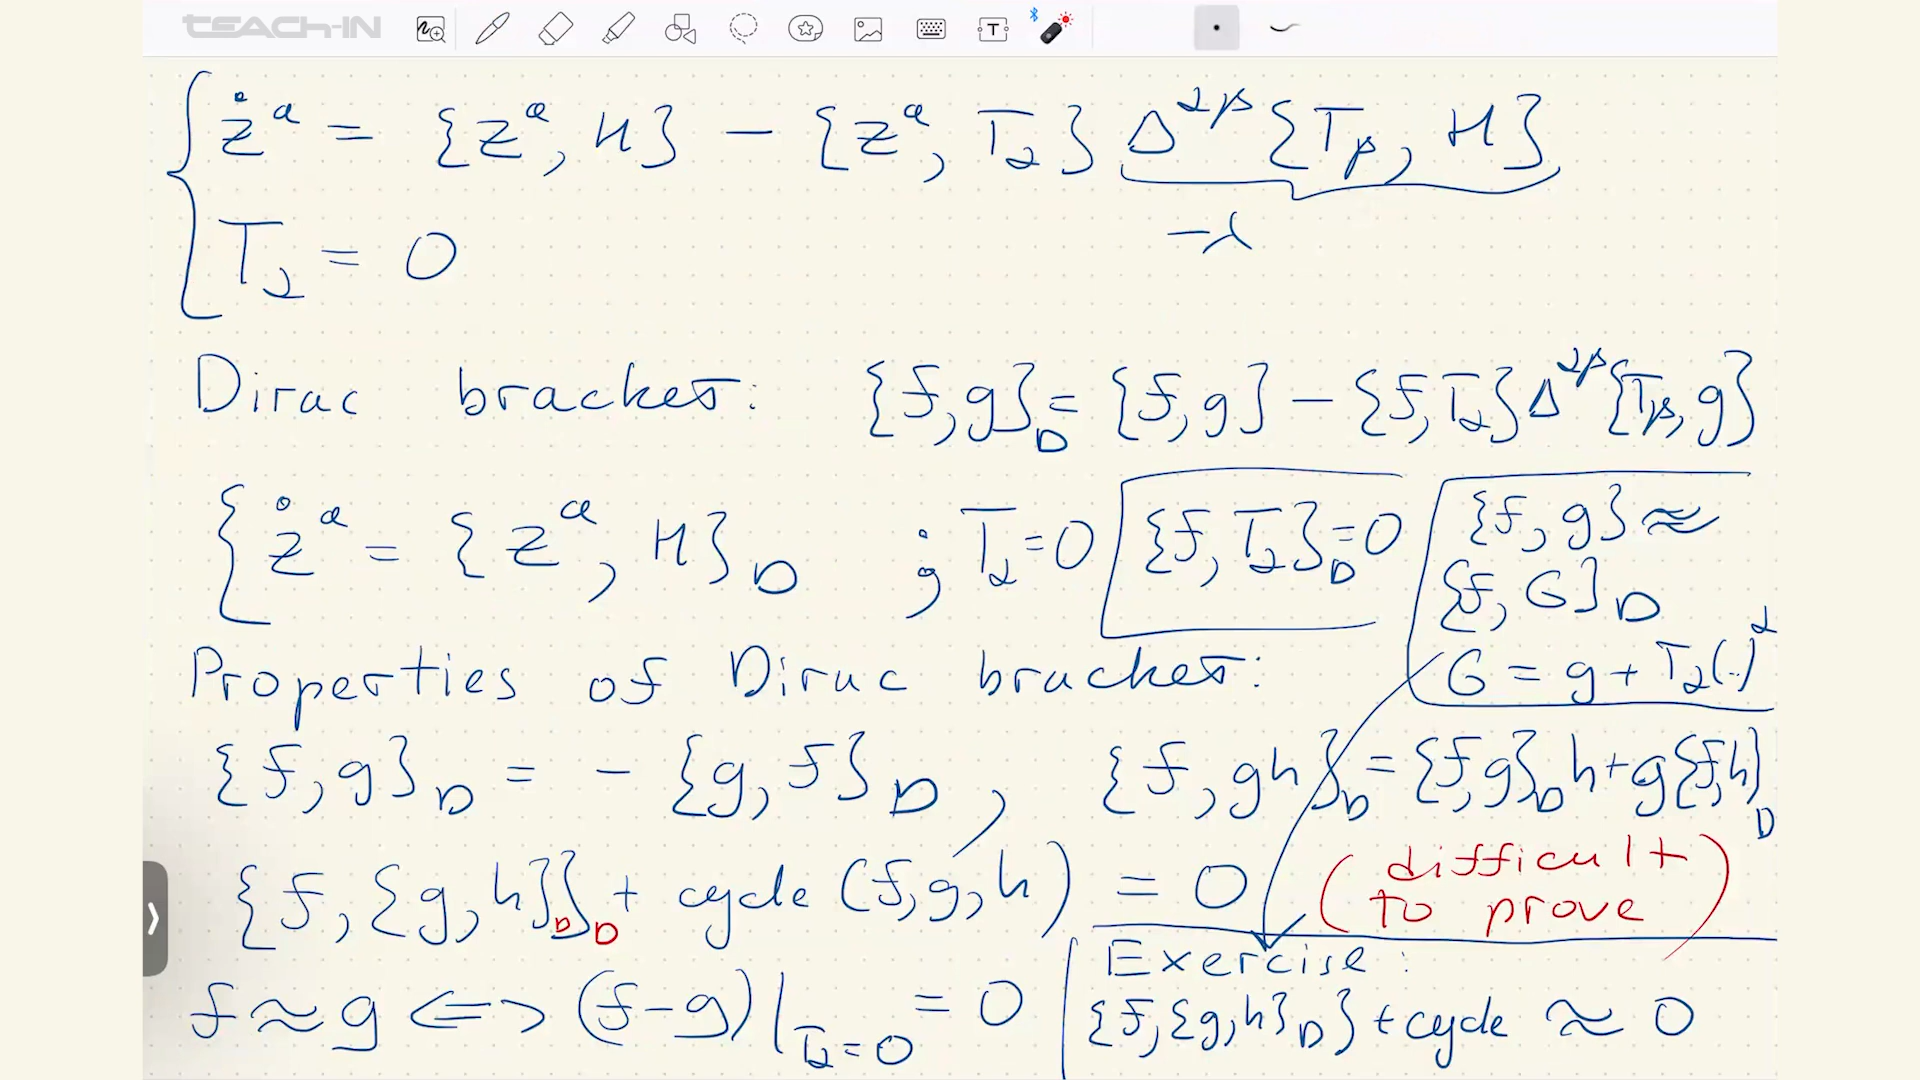 teach-in
ż^a = {z^a, H} − {z^a, T_α} Δ^{αβ} {T_β, H}
−λ
T_α = 0
Dirac bracket: {f, g}_D = {f, g} − {f, T_α} Δ^{αβ} {T_β, g}
ż^a = {z^a, H}_D ; T_α = 0
{f, T_α}_D = 0
{f, g} ≈
{f, G}_D
G = g + T_α(..)^α
Properties of Dirac bracket:
{f, g}_D = − {g, f}_D , {f, gh}_D = {f, g}_D h + g {f, h}_D
{f, {g, h}_D}_D + cycle (f, g, h) = 0
(difficult
to prove)
f ≈ g ⟺ (f − g)|_{T_α = 0} = 0
Exercise:
{f, {g, h}_D} + cycle ≈ 0